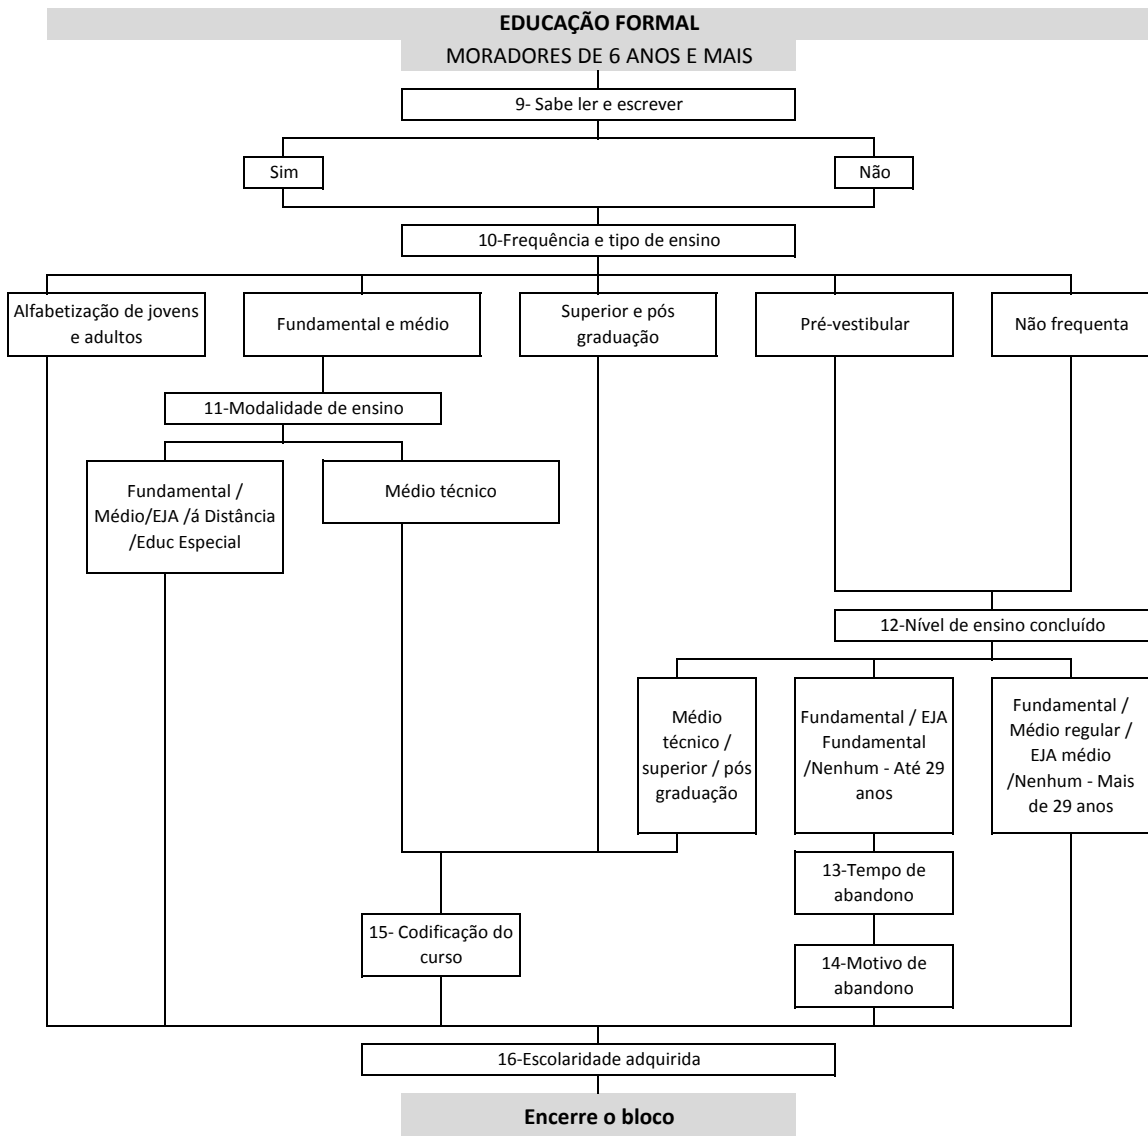 EDUCAÇÃO FORMAL
MORADORES DE 6 ANOS E MAIS
9- Sabe ler e escrever
Sim
Não
10-Frequência e tipo de ensino
Alfabetização de jovens
e adultos
Fundamental e médio
Superior e pós
graduação
Pré-vestibular
Não frequenta
11-Modalidade de ensino
Fundamental /
Médio/EJA /á Distância
/Educ Especial
Médio técnico
12-Nível de ensino concluído
Médio
técnico /
superior / pós
graduação
Fundamental / EJA
Fundamental
/Nenhum - Até 29
anos
Fundamental /
Médio regular /
EJA médio
/Nenhum - Mais
de 29 anos
13-Tempo de
abandono
15- Codificação do
curso
14-Motivo de
abandono
16-Escolaridade adquirida
Encerre o bloco